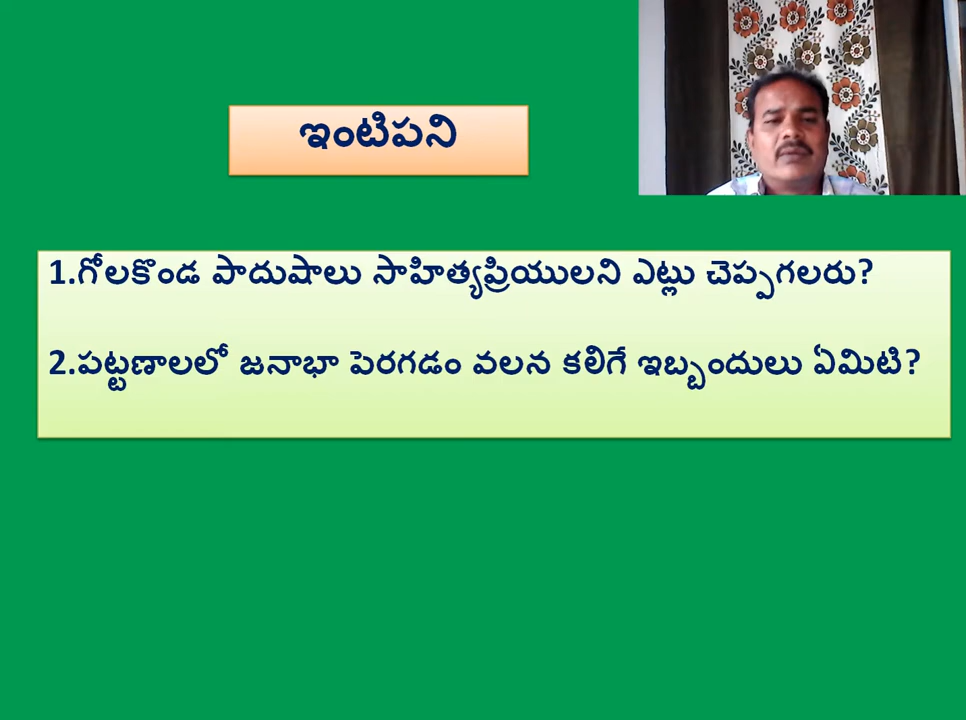 ఇంటిపని
1.గోలకొండ పాదుషాలు సాహిత్యప్రియులని ఎట్లు చెప్పగలరు?
2.పట్టణాలలో జనాభా పెరగడం వలన కలిగే ఇబ్బందులు ఏమిటి?